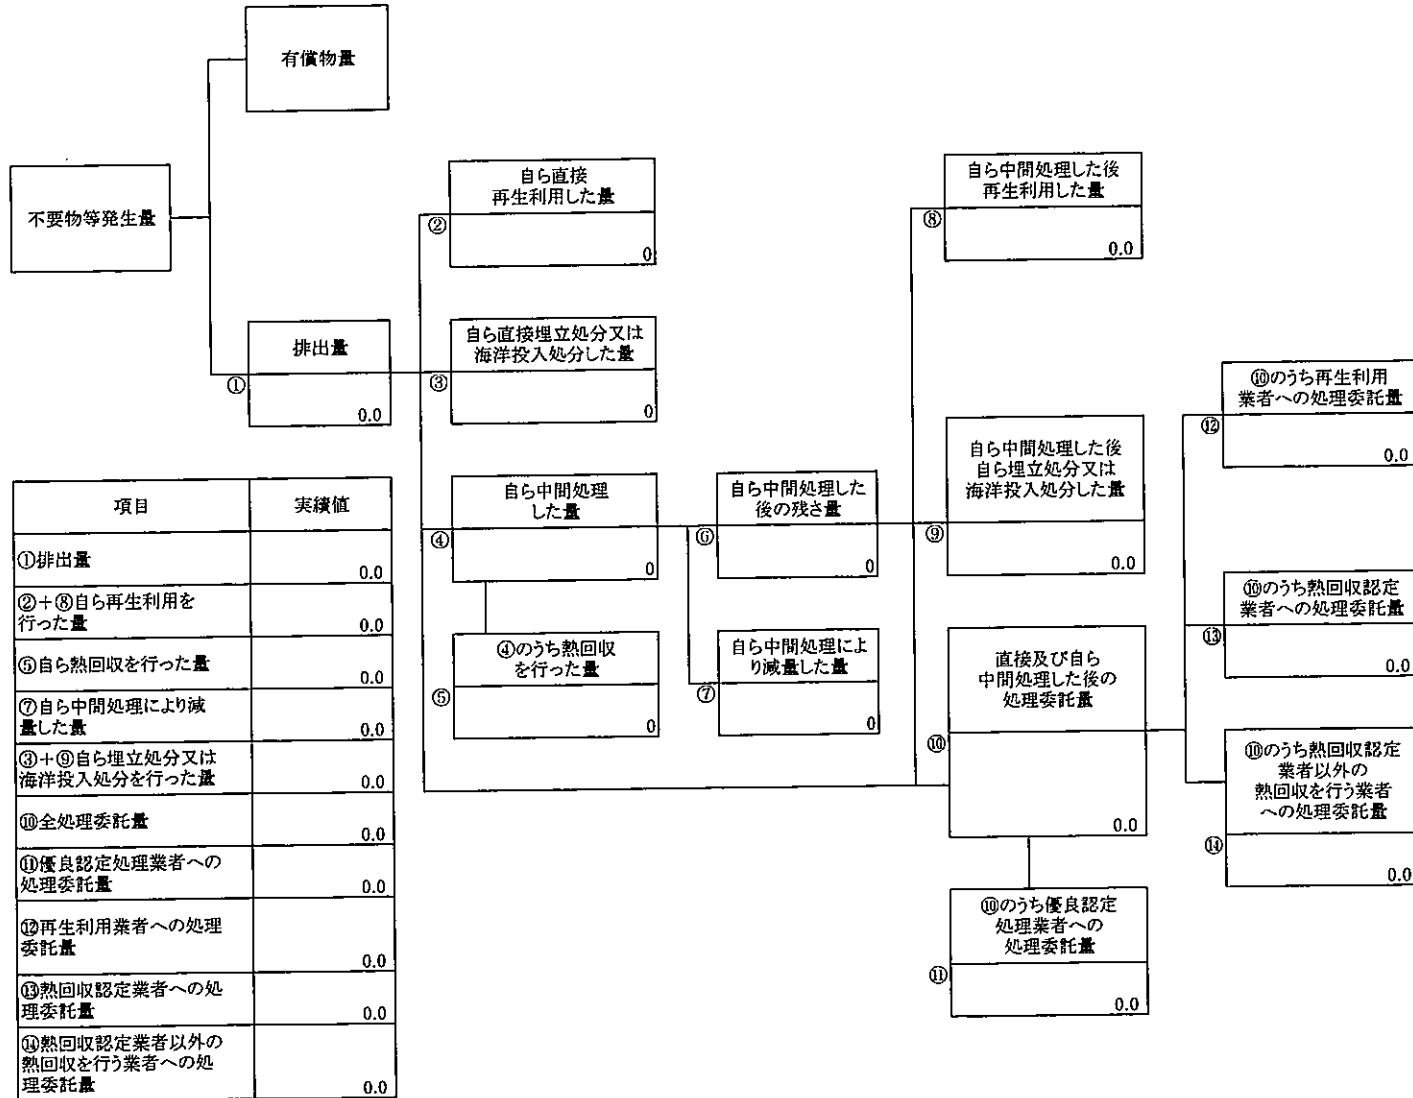 有償物量
不要物等発生量
排出量
①
0.0
自ら直接
再生利用した量
②
0
自ら直接埋立処分又は
海洋投入処分した量
③
0
自ら中間処理
した量
④
0
④のうち熱回収
を行った量
⑤
0
自ら中間処理した
後の残さ量
⑥
0
自ら中間処理によ
り減量した量
⑦
0
自ら中間処理した後
再生利用した量
⑧
0.0
自ら中間処理した後
自ら埋立処分又は
海洋投入処分した量
⑨
0.0
直接及び自ら
中間処理した後の
処理委託量
⑩
0.0
⑩のうち優良認定
処理業者への
処理委託量
⑪
0.0
⑩のうち再生利用
業者への処理委託量
⑫
0.0
⑩のうち熱回収認定
業者への処理委託量
⑬
0.0
⑩のうち熱回収認定
業者以外の
熱回収を行う業者
への処理委託量
⑭
0.0
項目 実績値
①排出量
0.0
②+⑧自ら再生利用を
行った量 0.0
⑤自ら熱回収を行った量
0.0
⑦自ら中間処理により減
量した量 0.0
③+⑨自ら埋立処分又は
海洋投入処分を行った量 0.0
⑩全処理委託量
0.0
⑪優良認定処理業者への
処理委託量 0.0
⑫再生利用業者への処理
委託量
0.0
⑬熱回収認定業者への処
理委託量 0.0
⑭熱回収認定業者以外の
熱回収を行う業者への処
理委託量 0.0